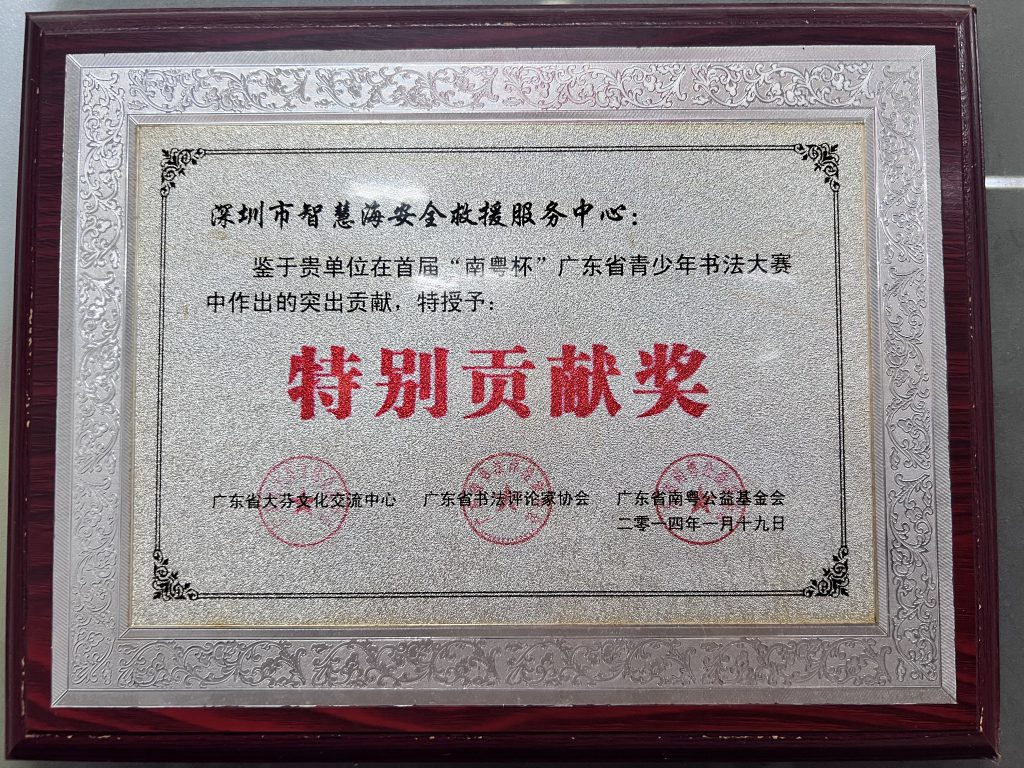 深圳市智慧海安全救援服务中心：
鉴于贵单位在首届“南粤杯”广东省青少年书法大赛
中作出的突出贡献，特授予：
特别贡献奖
广东省大芬文化交流中心 广东省书法评论家协会 广东省南粤公益基金会
二零一四年一月十九日